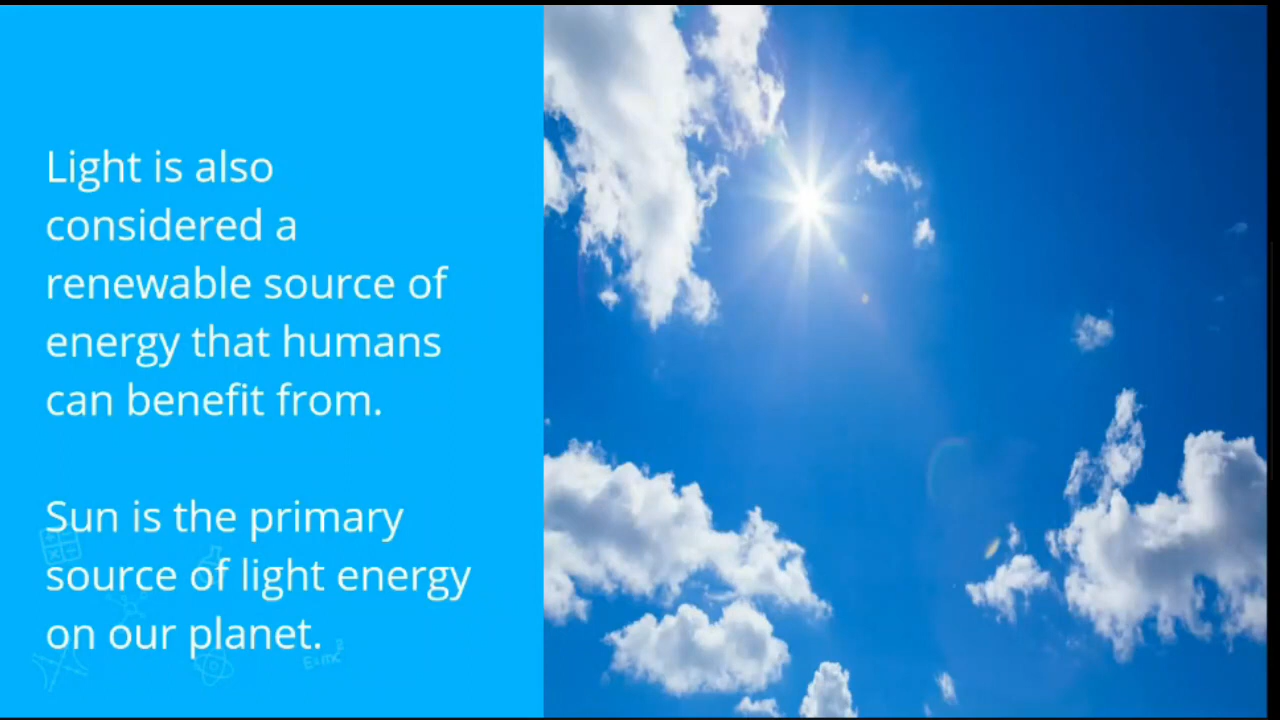 Light is also
considered a
renewable source of
energy that humans
can benefit from.
Sun is the primary
source of light energy
on our planet.
E=mc²